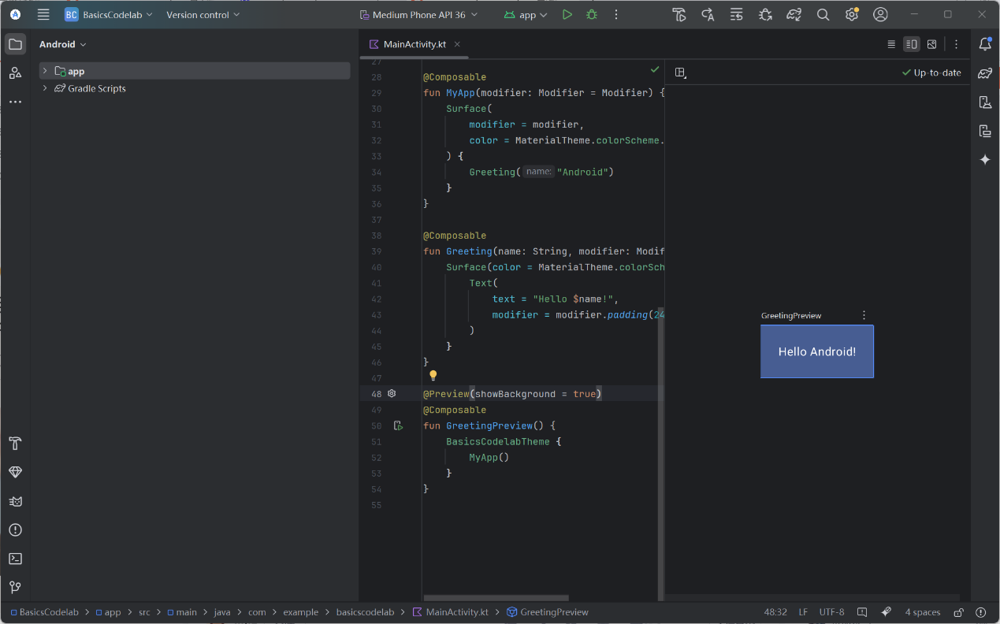 BC BasicsCodelab Version control Medium Phone API 36 app
Android
app
Gradle Scripts
MainActivity.kt
27
28 @Composable
29 fun MyApp(modifier: Modifier = Modifier) {
30 Surface(
31 modifier = modifier,
32 color = MaterialTheme.colorScheme.
33 ) {
34 Greeting( name: "Android")
35 }
36 }
37
38 @Composable
39 fun Greeting(name: String, modifier: Modif
40 Surface(color = MaterialTheme.colorSch
41 Text(
42 text = "Hello $name!",
43 modifier = modifier.padding(24
44 )
45 }
46 }
47
48 @Preview(showBackground = true)
49 @Composable
50 fun GreetingPreview() {
51 BasicsCodelabTheme {
52 MyApp()
53 }
54 }
55
Up-to-date
GreetingPreview
Hello Android!
BasicsCodelab > app > src > main > java > com > example > basicscodelab > MainActivity.kt > GreetingPreview 48:32 LF UTF-8 4 spaces